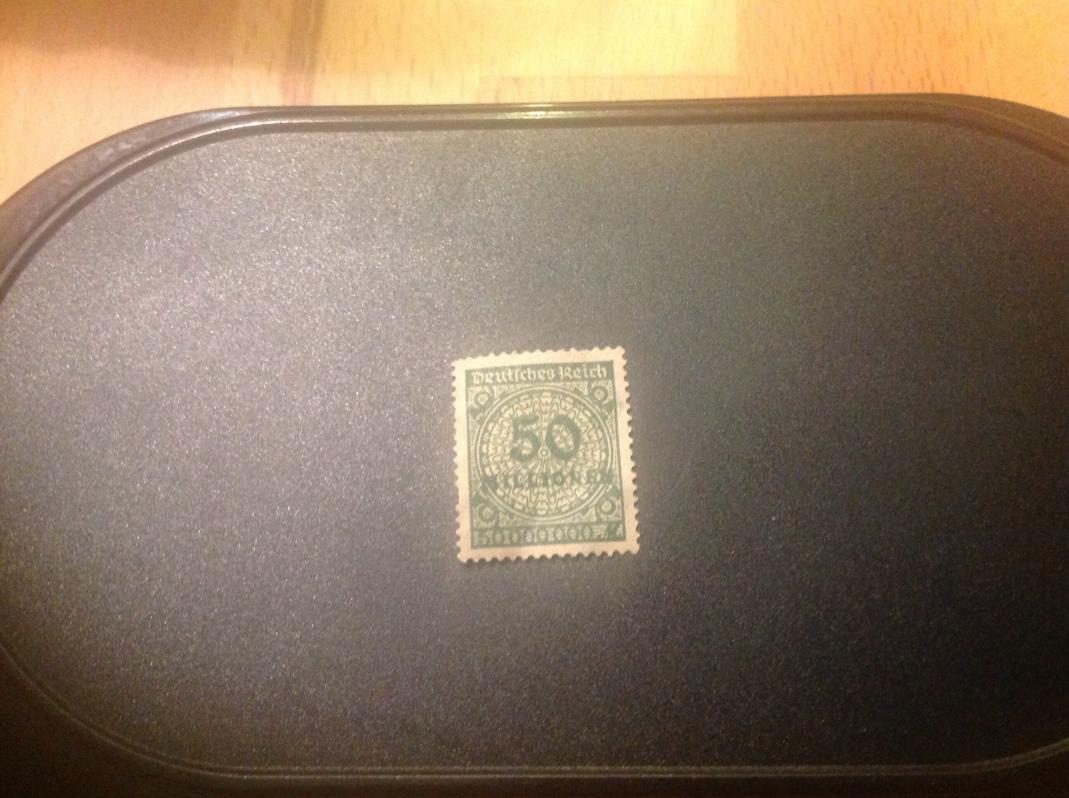 Deutsches Reich
50
MILLIONEN
50000000 M